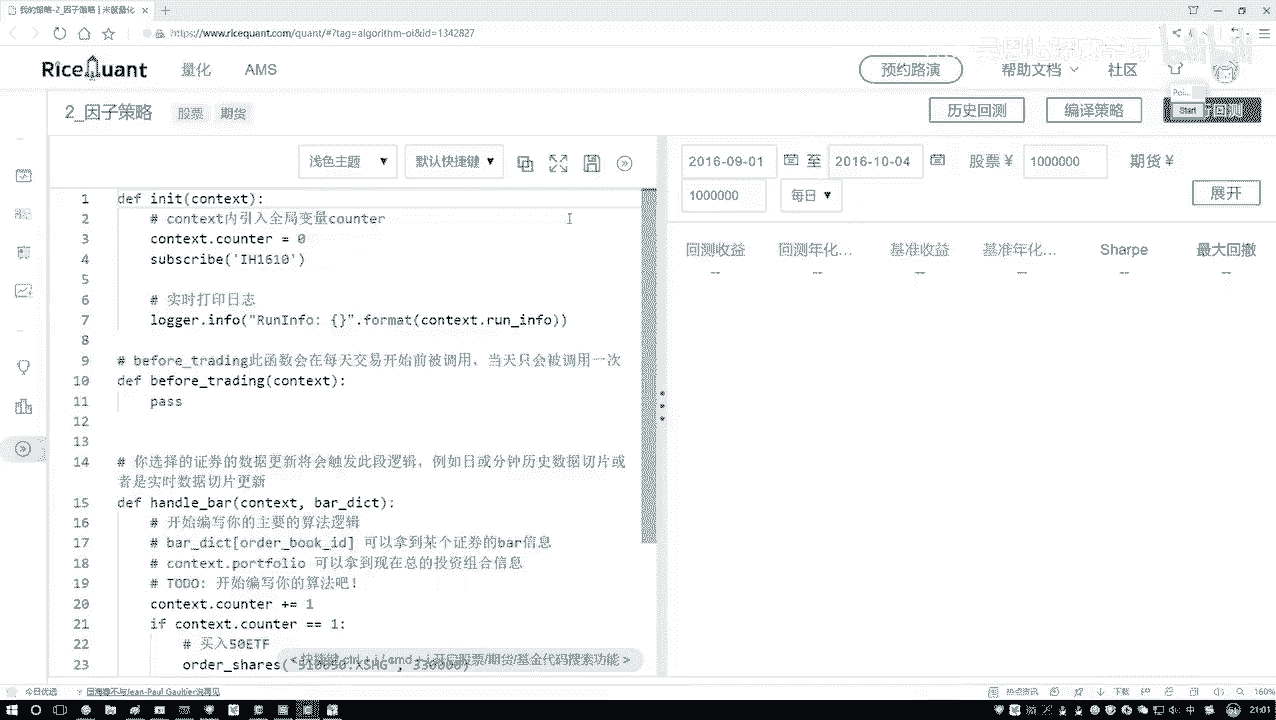 我的策略-2_因子策略 | 米筐量化
https://www.ricequant.com/quant/#?tag=algorithm-oi&id=1342827
RiceQuant 量化 AMS 预约路演 帮助文档 社区
2_因子策略 股票 期货 历史回测 编译策略
Start
浅色主题 默认快捷键
2016-09-01 至 2016-10-04 股票 ¥ 1000000 期货 ¥
1000000 每日 展开
回测收益 回测年化... 基准收益 基准年化... Sharpe 最大回撤
-- -- -- -- -- --
1 def init(context):
2 # context内引入全局变量counter
3 context.counter = 0
4 subscribe('IH1610')
5
6 # 实时打印日志
7 logger.info("RunInfo: {}".format(context.run_info))
8
9 # before_trading此函数会在每天交易开始前被调用，当天只会被调用一次
10 def before_trading(context):
11 pass
12
13
14 # 你选择的证券的数据更新将会触发此段逻辑，例如日或分钟历史数据切片或
者是实时数据切片更新
15 def handle_bar(context, bar_dict):
16 # 开始编写你的主要的算法逻辑
17 # bar_dict[order_book_id] 可以拿到某个证券的bar信息
18 # context.portfolio 可以拿到现在总的投资组合信息
19 # TODO: 开始编写你的算法吧！
20 context.counter += 1
21 if context.counter == 1:
22 # 买入50ETF
23 order_shares(
开启股票/期货/基金代码搜索功能 >
今日优选
热点资讯 下载 160%
21:01